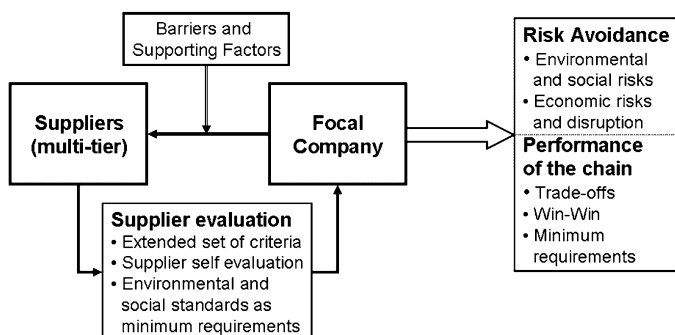 Barriers and
Supporting Factors
Suppliers
(multi-tier)
Focal
Company
Supplier evaluation
• Extended set of criteria
• Supplier self evaluation
• Environmental and
social standards as
minimum requirements
Risk Avoidance
• Environmental
and social risks
• Economic risks
and disruption
Performance
of the chain
• Trade-offs
• Win-Win
• Minimum
requirements